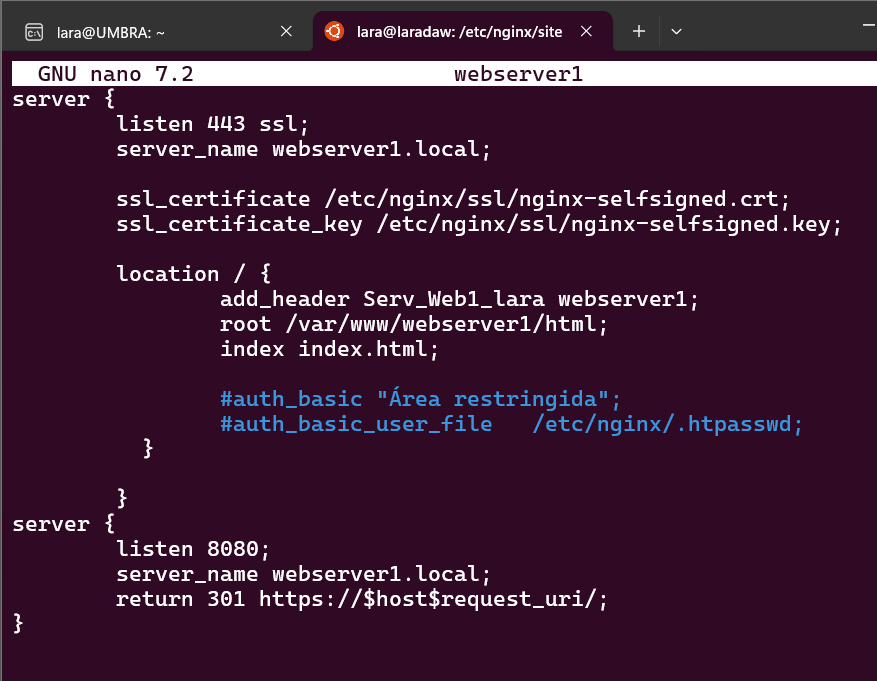 lara@UMBRA: ~
lara@laradaw: /etc/nginx/site
GNU nano 7.2 webserver1
server {
listen 443 ssl;
server_name webserver1.local;
ssl_certificate /etc/nginx/ssl/nginx-selfsigned.crt;
ssl_certificate_key /etc/nginx/ssl/nginx-selfsigned.key;
location / {
add_header Serv_Web1_lara webserver1;
root /var/www/webserver1/html;
index index.html;
#auth_basic "Área restringida";
#auth_basic_user_file /etc/nginx/.htpasswd;
}
}
server {
listen 8080;
server_name webserver1.local;
return 301 https://$host$request_uri/;
}